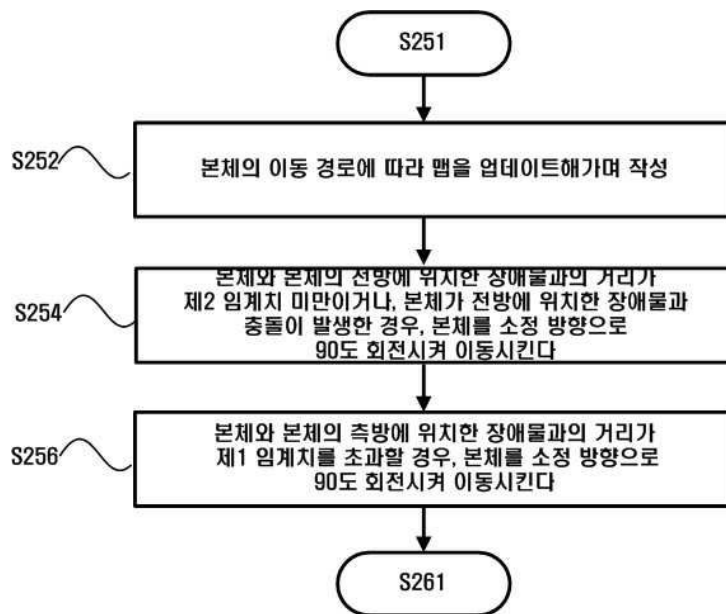 S251
S252
본체의 이동 경로에 따라 맵을 업데이트해가며 작성
S254
본체와 본체의 전방에 위치한 장애물과의 거리가
제2 임계치 미만이거나, 본체가 전방에 위치한 장애물과
충돌이 발생한 경우, 본체를 소정 방향으로
90도 회전시켜 이동시킨다
S256
본체와 본체의 측방에 위치한 장애물과의 거리가
제1 임계치를 초과할 경우, 본체를 소정 방향으로
90도 회전시켜 이동시킨다
S261